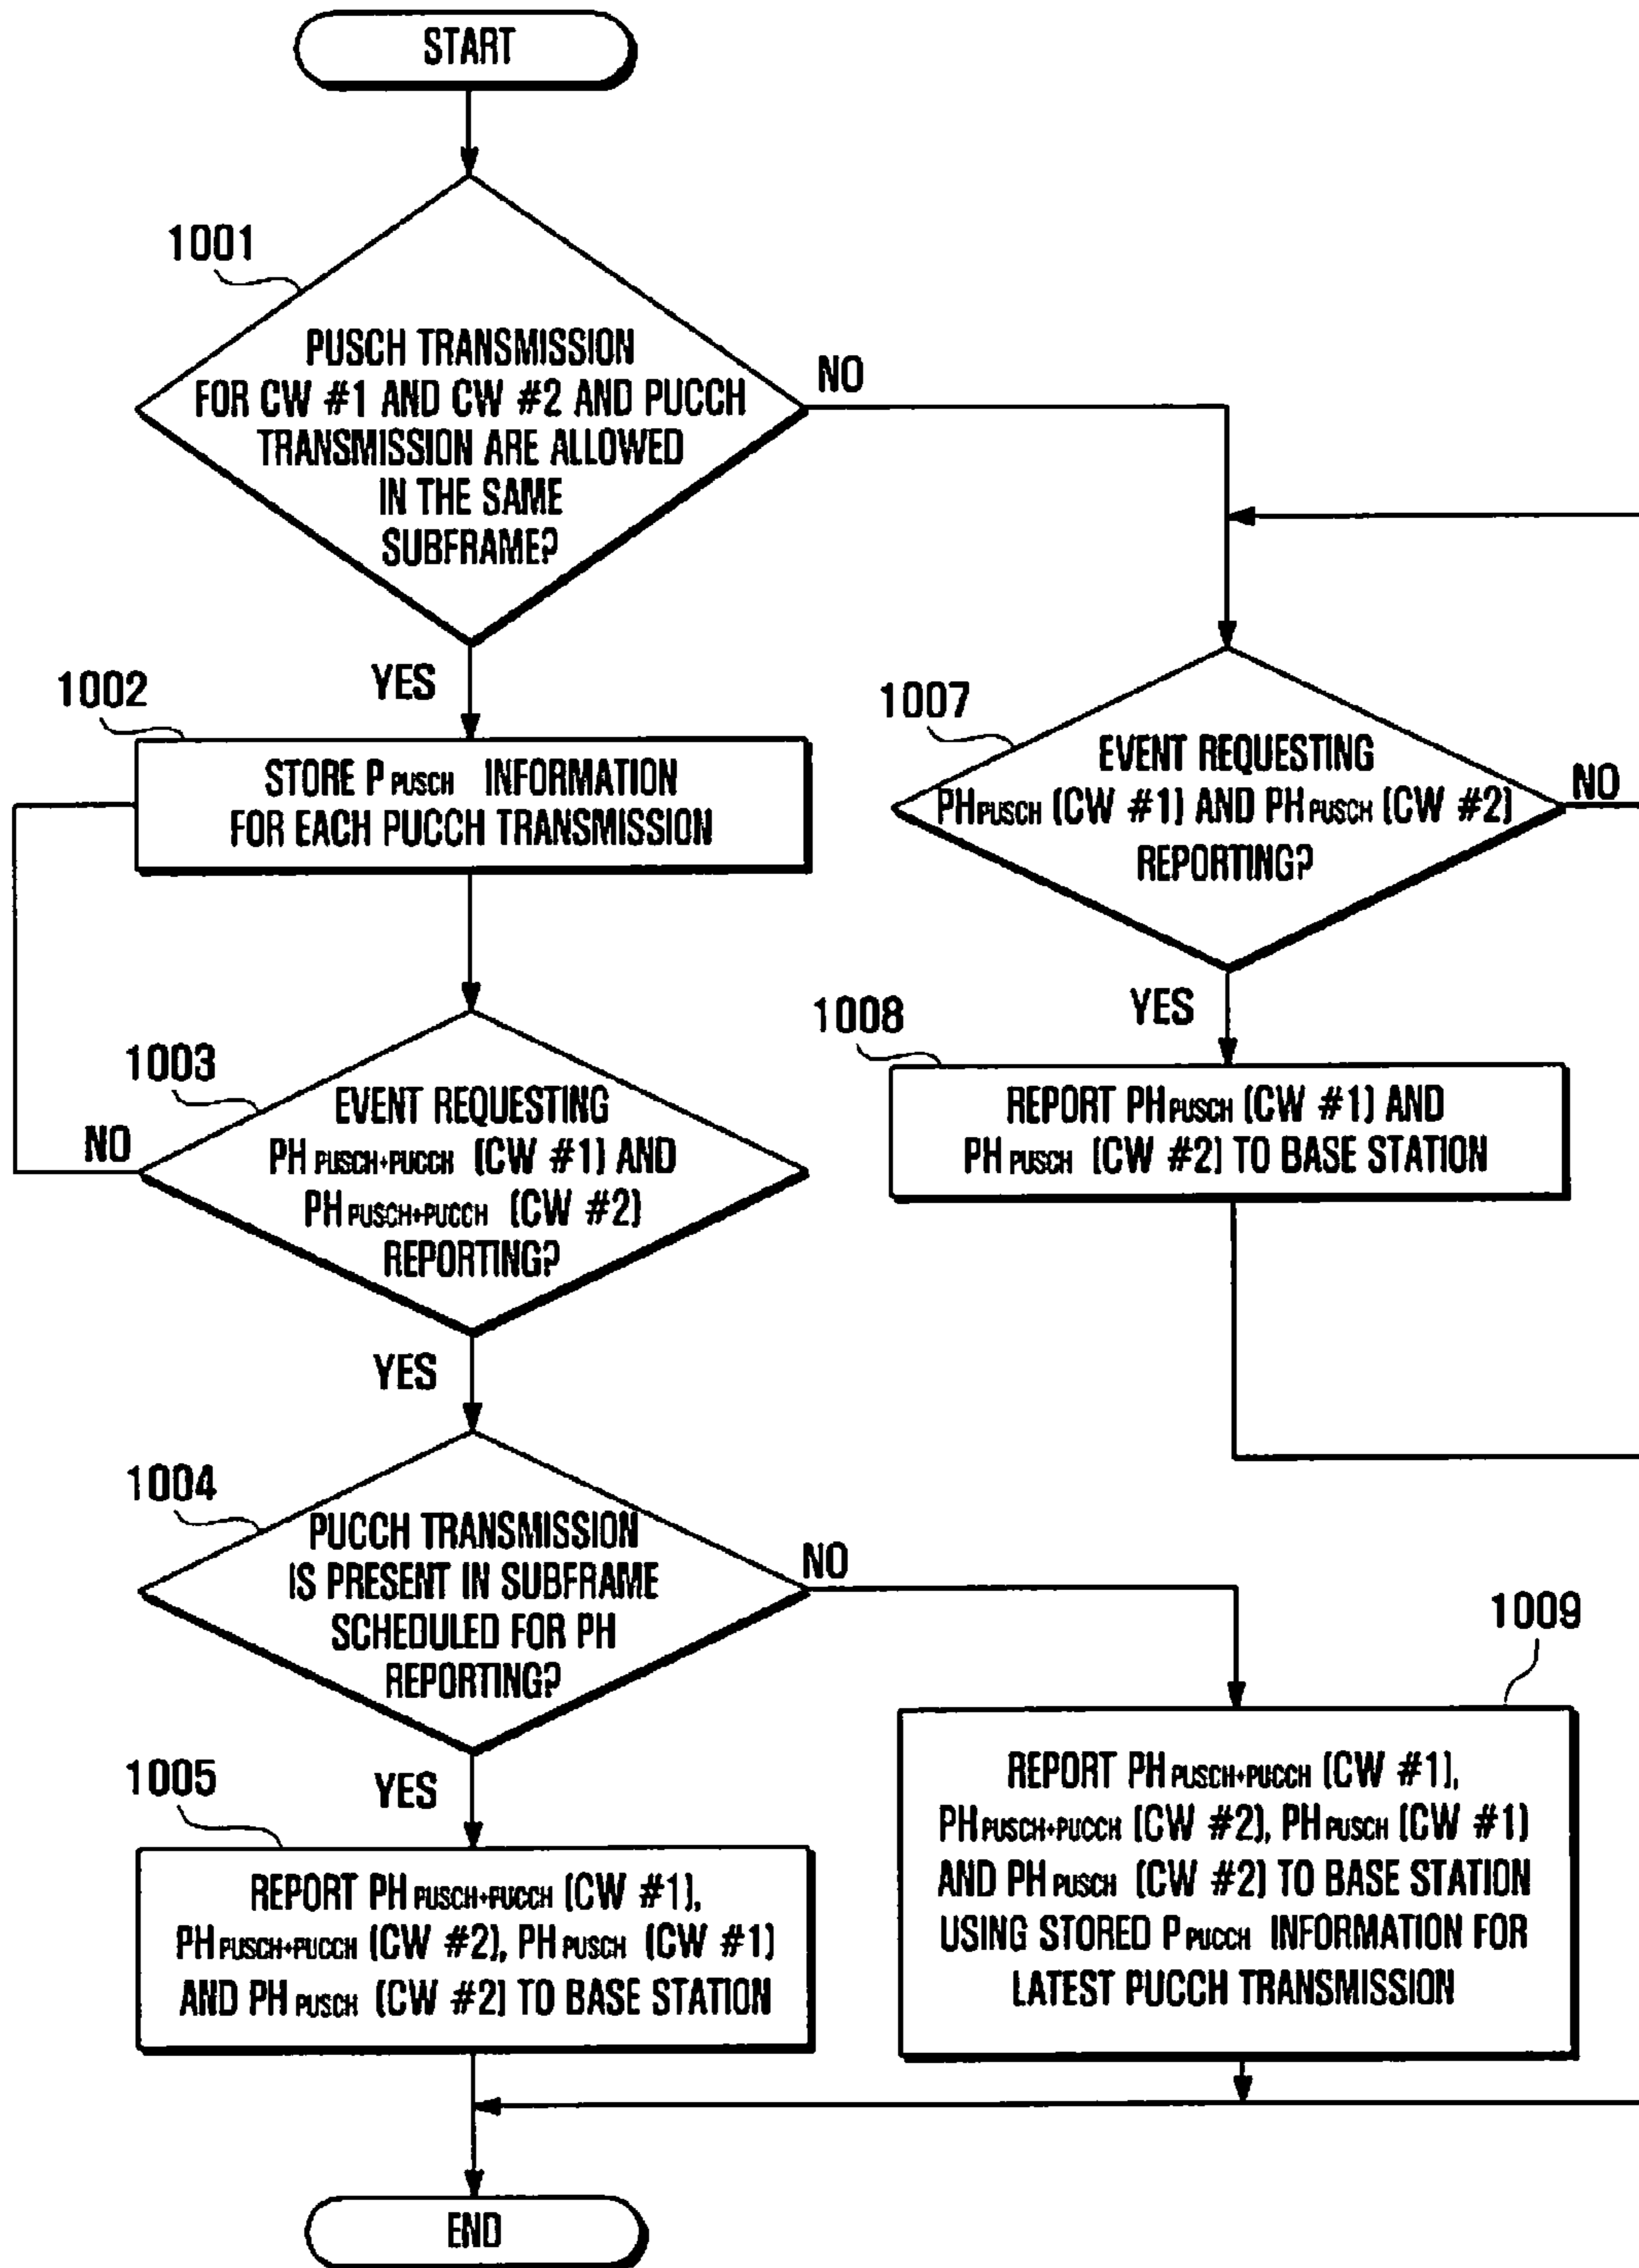 START
1001
PUSCH TRANSMISSION
FOR CW #1 AND CW #2 AND PUCCH
TRANSMISSION ARE ALLOWED
IN THE SAME
SUBFRAME?
NO
YES
1002
STORE P PUSCH INFORMATION
FOR EACH PUCCH TRANSMISSION
1007
EVENT REQUESTING
PH PUSCH (CW #1) AND PH PUSCH (CW #2)
REPORTING?
NO
YES
1008
REPORT PH PUSCH (CW #1) AND
PH PUSCH (CW #2) TO BASE STATION
1003
EVENT REQUESTING
PH PUSCH+PUCCH (CW #1) AND
PH PUSCH+PUCCH (CW #2)
REPORTING?
NO
YES
1004
PUCCH TRANSMISSION
IS PRESENT IN SUBFRAME
SCHEDULED FOR PH
REPORTING?
NO
YES
1005
REPORT PH PUSCH+PUCCH (CW #1),
PH PUSCH+PUCCH (CW #2), PH PUSCH (CW #1)
AND PH PUSCH (CW #2) TO BASE STATION
1009
REPORT PH PUSCH+PUCCH (CW #1),
PH PUSCH+PUCCH (CW #2), PH PUSCH (CW #1)
AND PH PUSCH (CW #2) TO BASE STATION
USING STORED P PUCCH INFORMATION FOR
LATEST PUCCH TRANSMISSION
END